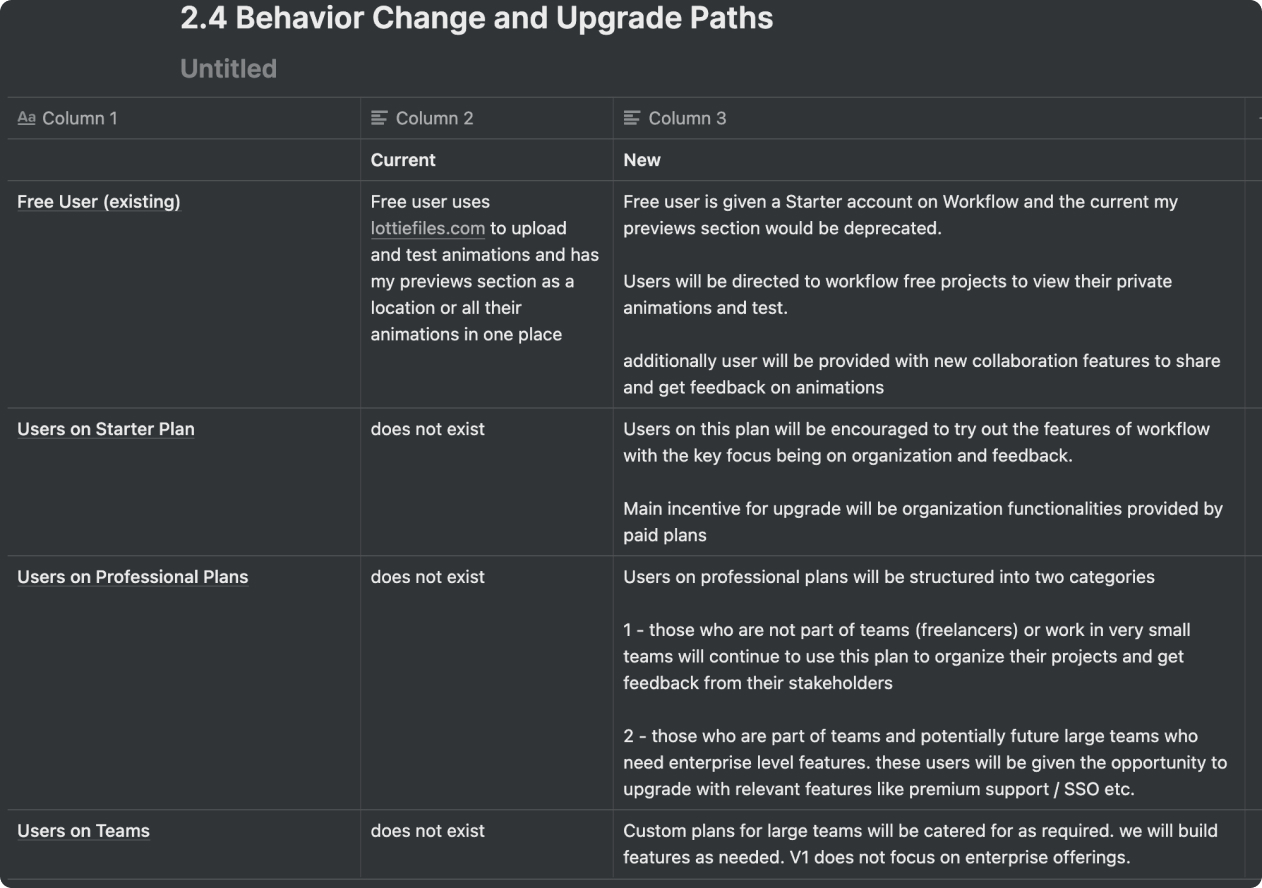 2.4 Behavior Change and Upgrade Paths
Untitled
Aa Column 1
Column 2
Column 3
Current
New
Free User (existing)
Free user uses
lottiefiles.com to upload
and test animations and has
my previews section as a
location or all their
animations in one place
Free user is given a Starter account on Workflow and the current my
previews section would be deprecated.
Users will be directed to workflow free projects to view their private
animations and test.
additionally user will be provided with new collaboration features to share
and get feedback on animations
Users on Starter Plan
does not exist
Users on this plan will be encouraged to try out the features of workflow
with the key focus being on organization and feedback.
Main incentive for upgrade will be organization functionalities provided by
paid plans
Users on Professional Plans
does not exist
Users on professional plans will be structured into two categories
1 - those who are not part of teams (freelancers) or work in very small
teams will continue to use this plan to organize their projects and get
feedback from their stakeholders
2 - those who are part of teams and potentially future large teams who
need enterprise level features. these users will be given the opportunity to
upgrade with relevant features like premium support / SSO etc.
Users on Teams
does not exist
Custom plans for large teams will be catered for as required. we will build
features as needed. V1 does not focus on enterprise offerings.